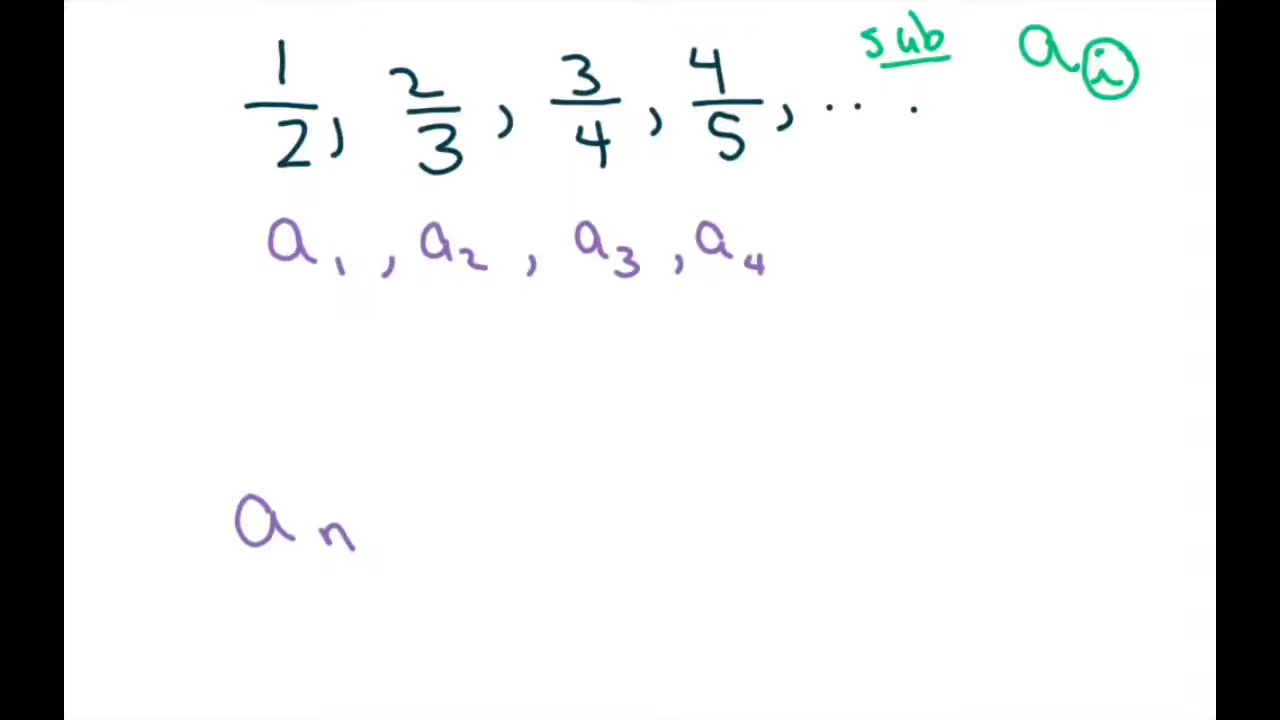 1/2, 2/3, 3/4, 4/5, ... sub a_i
a_1, a_2, a_3, a_4
a_n